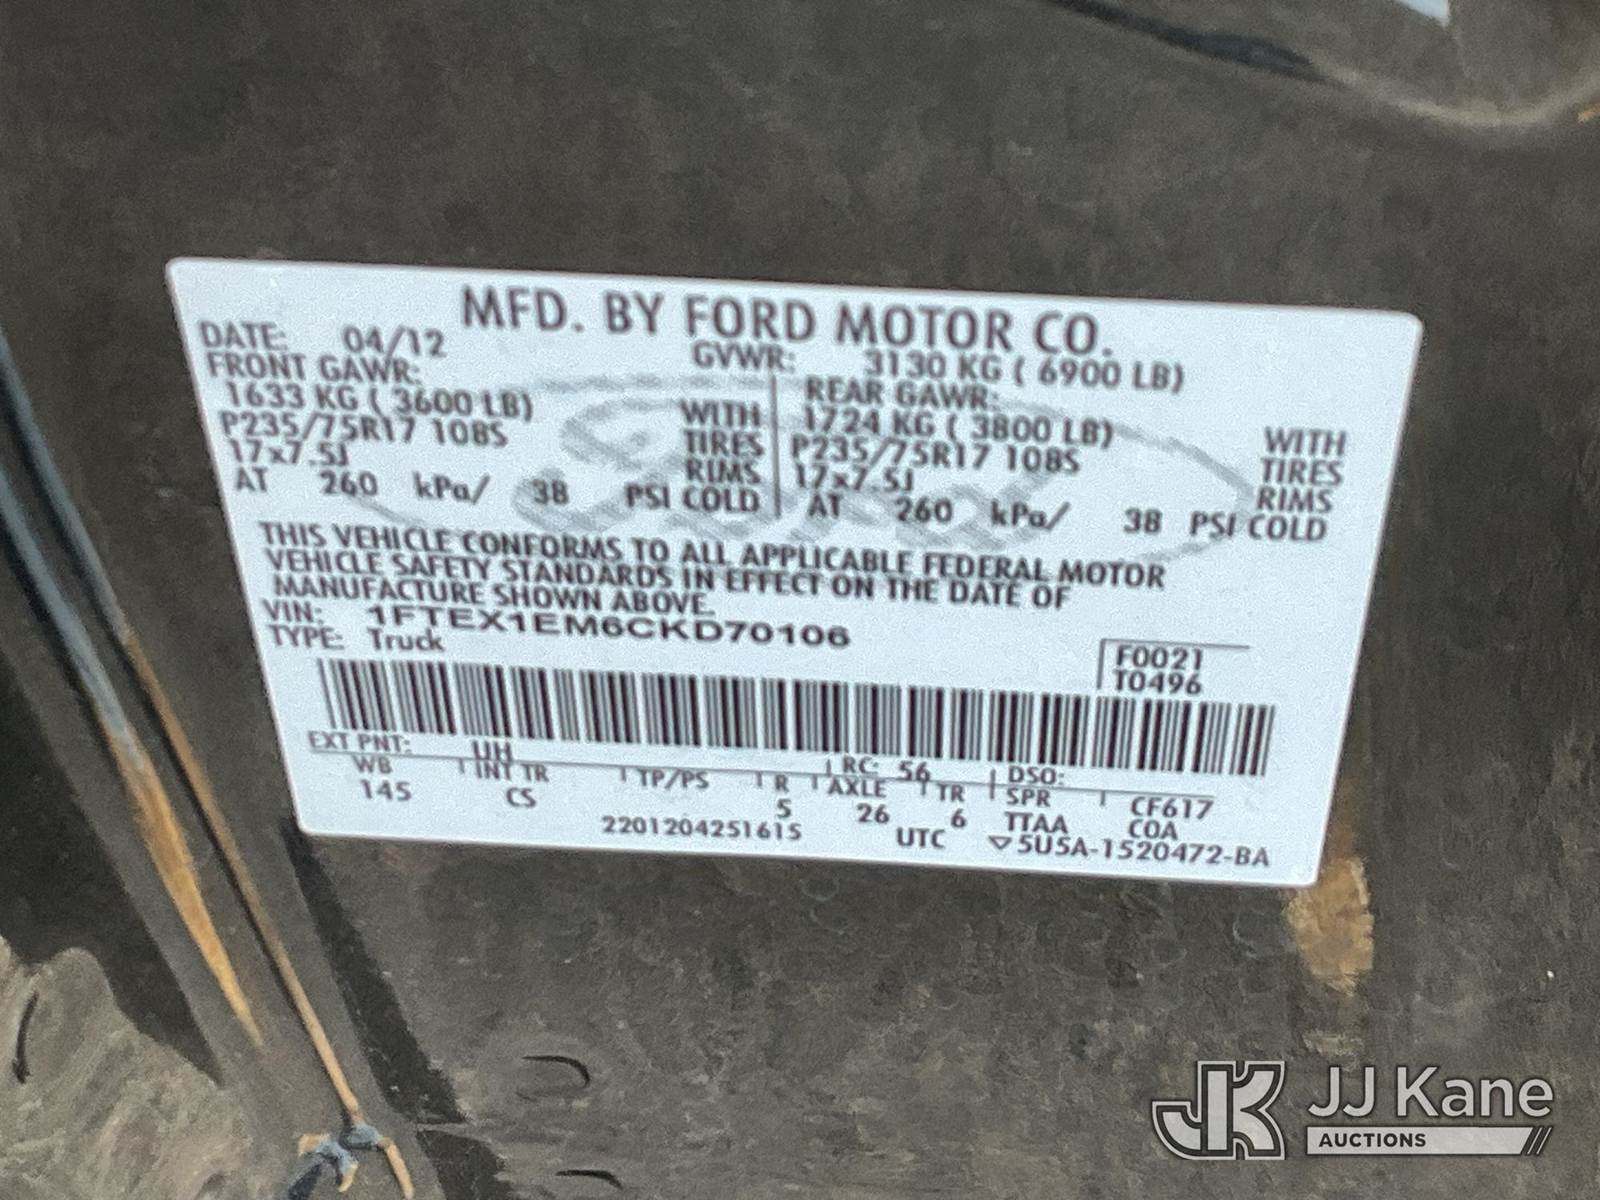 MFD. BY FORD MOTOR CO.
DATE: 04/12 GVWR: 3130 KG ( 6900 LB)
FRONT GAWR: REAR GAWR:
1633 KG ( 3600 LB) WITH 1724 KG ( 3800 LB) WITH
P235/75R17 108S TIRES P235/75R17 108S TIRES
17x7.5J RIMS 17x7.5J RIMS
AT 260 kPa/ 38 PSI COLD AT 260 kPa/ 38 PSI COLD
THIS VEHICLE CONFORMS TO ALL APPLICABLE FEDERAL MOTOR
VEHICLE SAFETY STANDARDS IN EFFECT ON THE DATE OF
MANUFACTURE SHOWN ABOVE.
VIN: 1FTEX1EM6CKD70106
TYPE: Truck
F0021
T0496
EXT PNT: UH RC: 56 DSO:
WB INT TR TP/PS R AXLE TR SPR CF617
145 CS 5 26 6 TTAA COA
2201204251615 UTC ▽5U5A-1520472-BA
Ford
JK JJ Kane
AUCTIONS